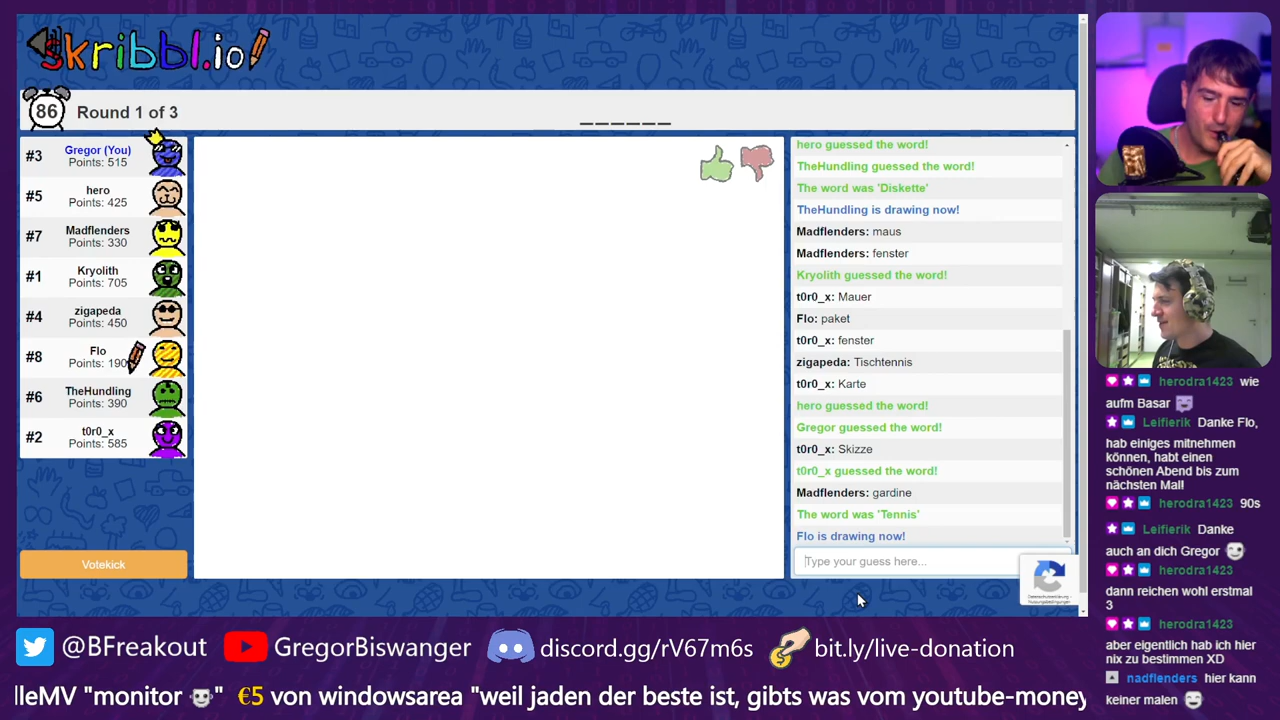 skribbl.io
86
Round 1 of 3
______
#3 Gregor (You)
Points: 515
#5 hero
Points: 425
#7 Madflenders
Points: 330
#1 Kryolith
Points: 705
#4 zigapeda
Points: 450
#8 Flo
Points: 190
#6 TheHundling
Points: 390
#2 t0r0_x
Points: 585
Votekick
hero guessed the word!
TheHundling guessed the word!
The word was 'Diskette'
TheHundling is drawing now!
Madflenders: maus
Madflenders: fenster
Kryolith guessed the word!
t0r0_x: Mauer
Flo: paket
t0r0_x: fenster
zigapeda: Tischtennis
t0r0_x: Karte
hero guessed the word!
Gregor guessed the word!
t0r0_x: Skizze
t0r0_x guessed the word!
Madflenders: gardine
The word was 'Tennis'
Flo is drawing now!
Type your guess here...
Datenschutzerklärung -
Nutzungsbedingungen
herodra1423 wie
aufm Basar
Leifierik Danke Flo,
hab einiges mitnehmen
können, habt einen
schönen Abend bis zum
nächsten Mal!
herodra1423 90s
Leifierik Danke
auch an dich Gregor
herodra1423
dann reichen wohl erstmal
3
herodra1423
aber eigentlich hab ich hier
nix zu bestimmen XD
nadflenders hier kann
keiner malen
@BFreakout GregorBiswanger discord.gg/rV67m6s bit.ly/live-donation
lleMV "monitor " €5 von windowsarea "weil jaden der beste ist, gibts was vom youtube-money